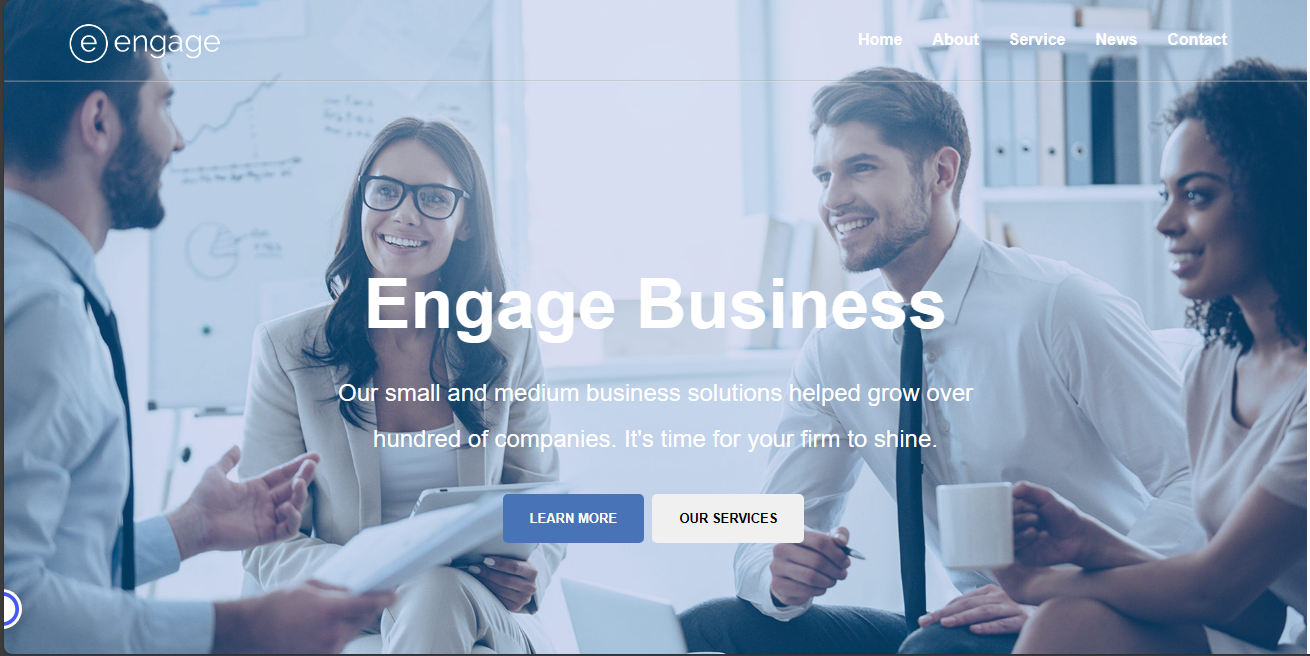 e engage
Home About Service News Contact
Engage Business
Our small and medium business solutions helped grow over
hundred of companies. It's time for your firm to shine.
LEARN MORE OUR SERVICES